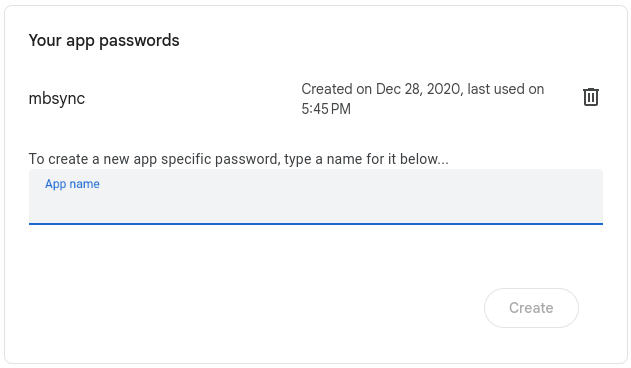 Your app passwords
mbsync
Created on Dec 28, 2020, last used on
5:45 PM
To create a new app specific password, type a name for it below...
App name
Create